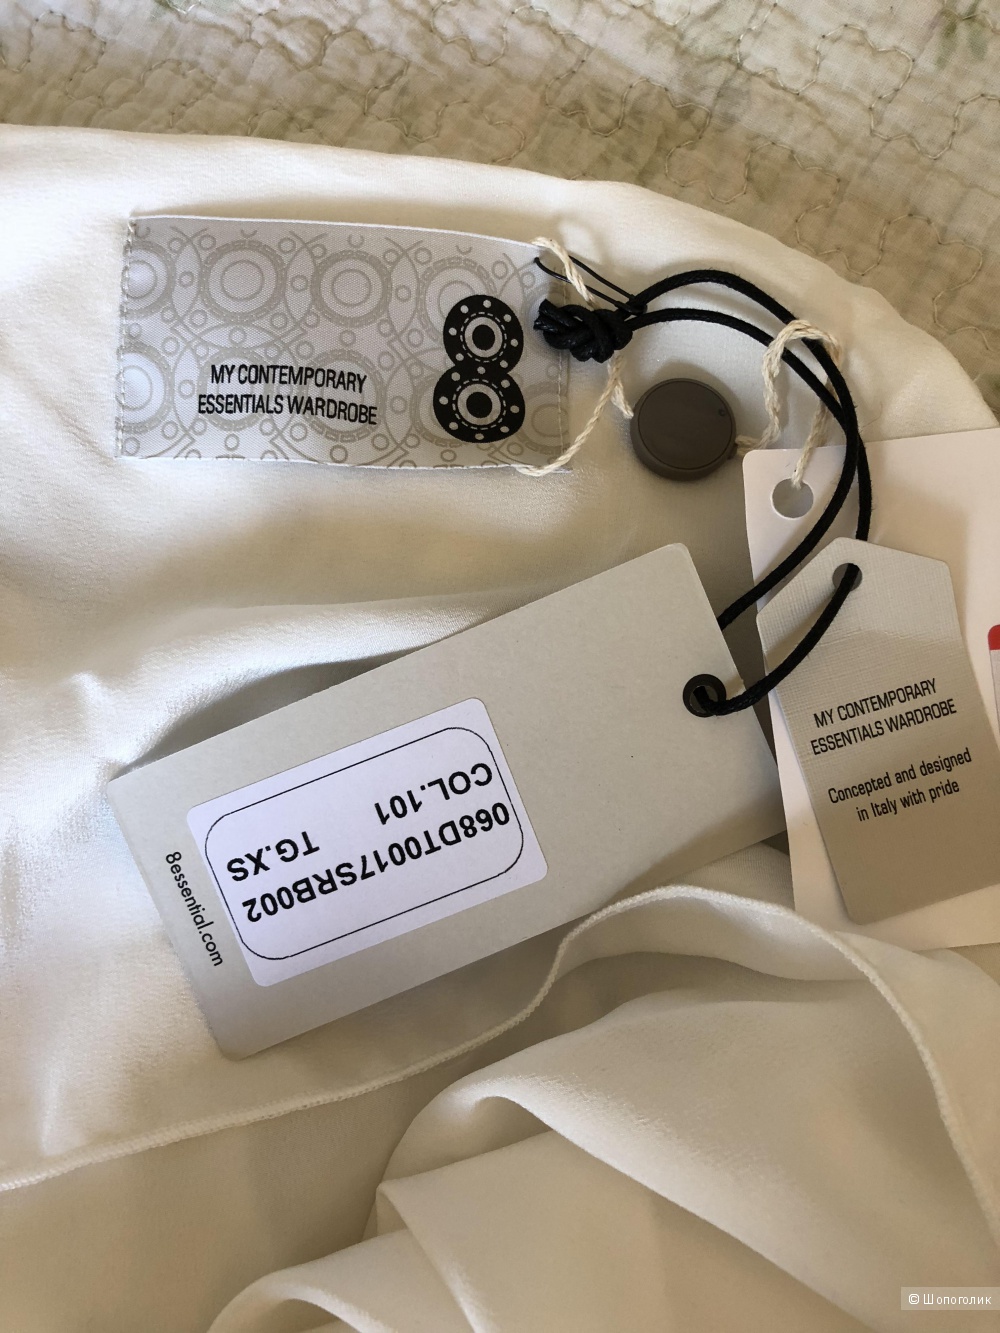 MY CONTEMPORARY
ESSENTIALS WARDROBE
8
MY CONTEMPORARY
ESSENTIALS WARDROBE
Concepted and designed
in Italy with pride
068DT0017SRB002
COL.101 TG.XS
8essential.com
© Шопоголик